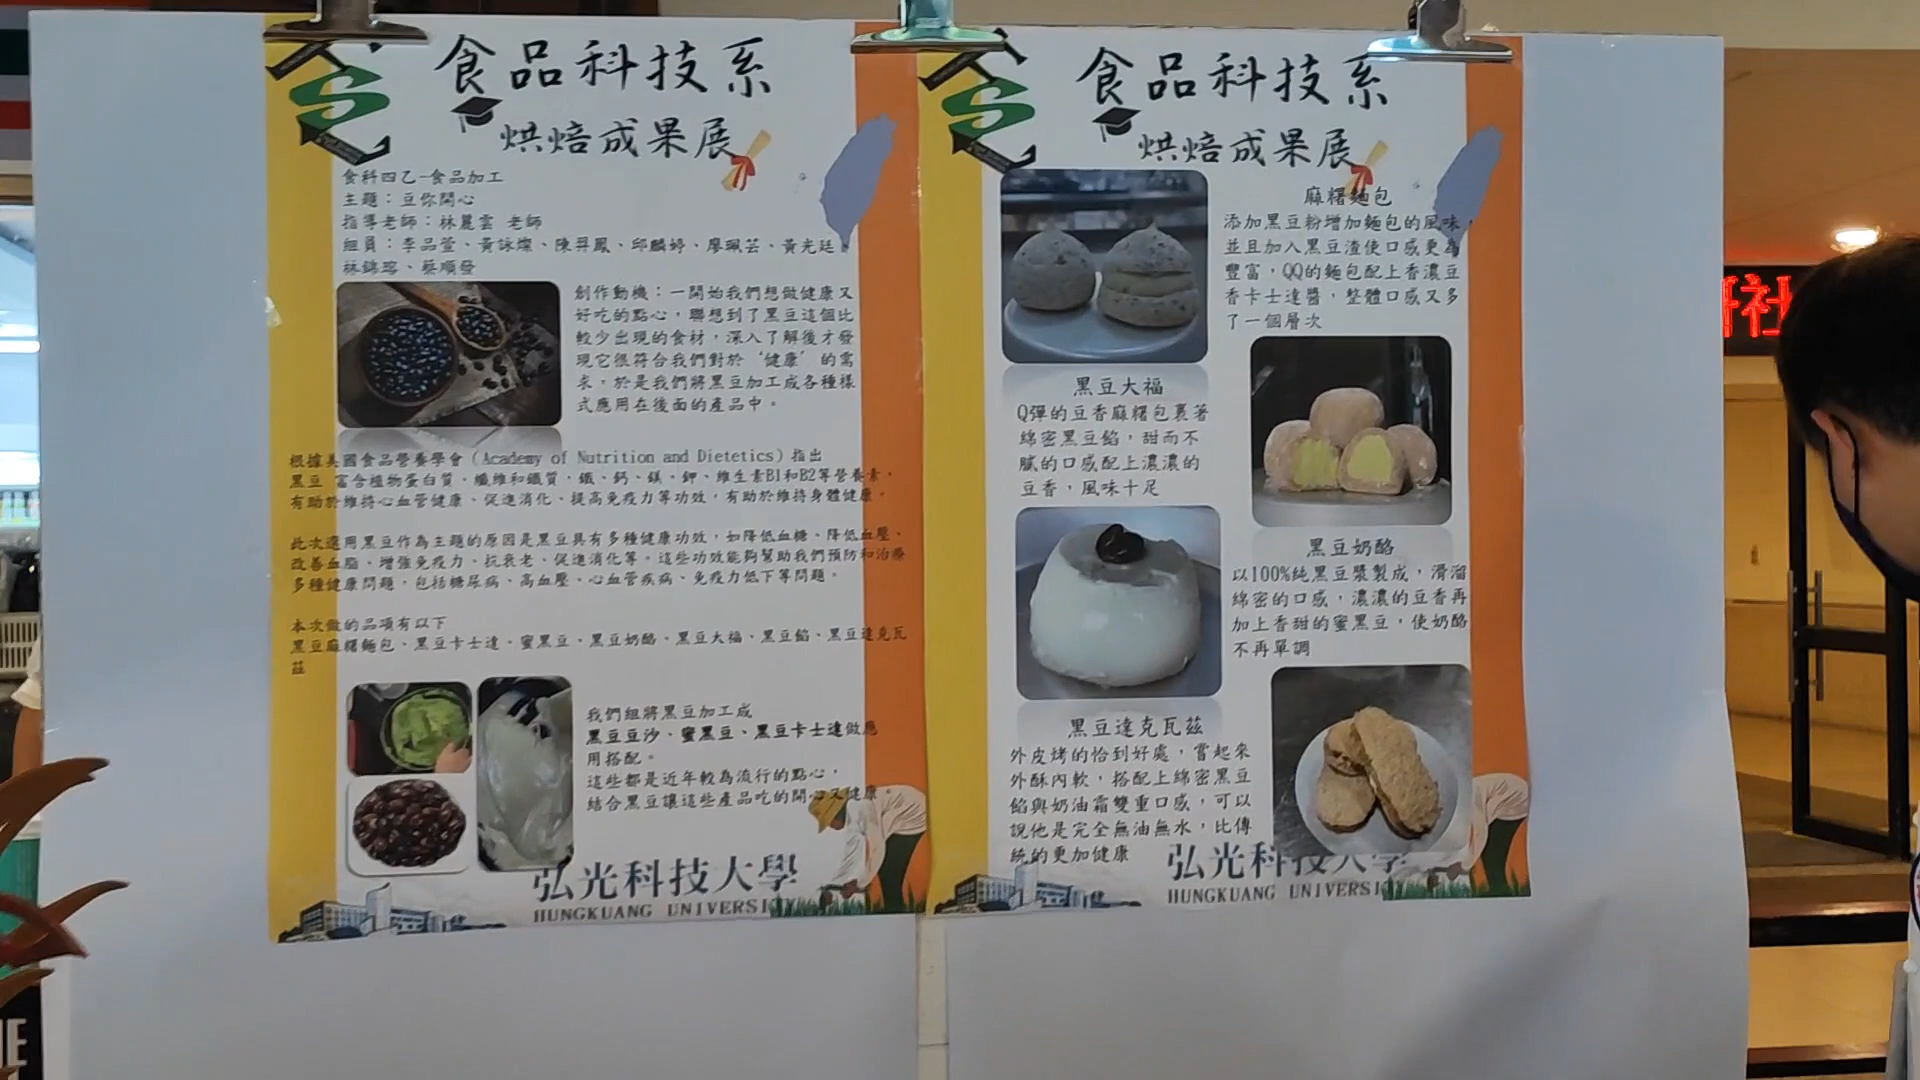 食品科技系
烘焙成果展
食科四乙-食品加工
主題：豆你開心
指導老師：林麗雲 老師
組員：李品萱、黃詠燦、陳羿鳳、邱麟婷、廖珮芸、黃光廷、
林錦瑢、蔡順發
創作動機：一開始我們想做健康又
好吃的點心，聯想到了黑豆這個比
較少出現的食材，深入了解後才發
現它很符合我們對於‘健康’的需
求，於是我們將黑豆加工成各種樣
式應用在後面的產品中。
根據美國食品營養學會（Academy of Nutrition and Dietetics）指出
黑豆 富含植物蛋白質、纖維和鐵質，鐵、鈣、鎂、鉀、維生素B1和B2等營養素，
有助於維持心血管健康、促進消化、提高免疫力等功效，有助於維持身體健康。
此次選用黑豆作為主題的原因是黑豆具有多種健康功效，如降低血糖、降低血壓、
改善血脂、增強免疫力、抗衰老、促進消化等。這些功效能夠幫助我們預防和治療
多種健康問題，包括糖尿病、高血壓、心血管疾病、免疫力低下等問題。
本次做的品項有以下
黑豆麻糬麵包、黑豆卡士達、蜜黑豆、黑豆奶酪、黑豆大福、黑豆餡、黑豆達克瓦
茲
我們組將黑豆加工成
黑豆豆沙、蜜黑豆、黑豆卡士達做應
用搭配。
這些都是近年較為流行的點心，
結合黑豆讓這些產品吃的開心又健康。
弘光科技大學
HUNGKUANG UNIVERSITY
食品科技系
烘焙成果展
麻糬麵包
添加黑豆粉增加麵包的風味，
並且加入黑豆渣使口感更為
豐富，QQ的麵包配上香濃豆
香卡士達醬，整體口感又多
了一個層次
黑豆大福
Q彈的豆香麻糬包裹著
綿密黑豆餡，甜而不
膩的口感配上濃濃的
豆香，風味十足
黑豆奶酪
以100%純黑豆漿製成，滑溜
綿密的口感，濃濃的豆香再
加上香甜的蜜黑豆，使奶酪
不再單調
黑豆達克瓦茲
外皮烤的恰到好處，嘗起來
外酥內軟，搭配上綿密黑豆
餡與奶油霜雙重口感，可以
說他是完全無油無水，比傳
統的更加健康
弘光科技大學
HUNGKUANG UNIVERSITY
社